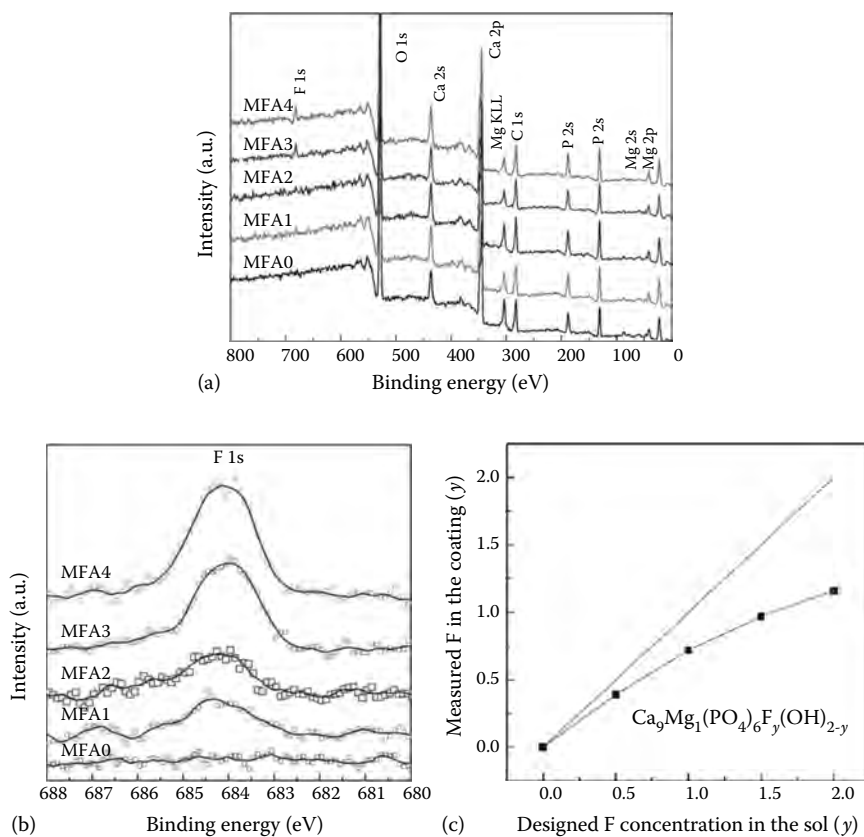 F 1s
O 1s
Ca 2s
Ca 2p
Mg KLL
C 1s
P 2s
P 2s
Mg 2s
Mg 2p
MFA4
MFA3
MFA2
MFA1
MFA0
Intensity (a.u.)
800 700 600 500 400 300 200 100 0
Binding energy (eV)
(a)
F 1s
MFA4
MFA3
MFA2
MFA1
MFA0
Intensity (a.u.)
688 687 686 685 684 683 682 681 680
Binding energy (eV)
(b)
2.0
1.5
1.0
0.5
0.0
Measured F in the coating (y)
Ca₉Mg₁(PO₄)₆Fᵧ(OH)₂₋ᵧ
0.0 0.5 1.0 1.5 2.0
Designed F concentration in the sol (y)
(c)